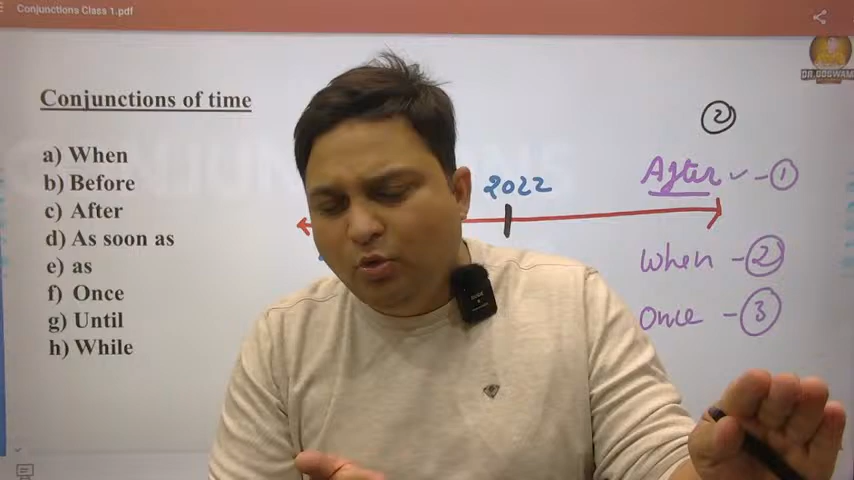 Conjunctions Class 1.pdf
DR.GOSWAMI
Conjunctions of time
a) When
b) Before
c) After
d) As soon as
e) as
f) Once
g) Until
h) While
2022
2
After - 1
When - 2
Once - 3